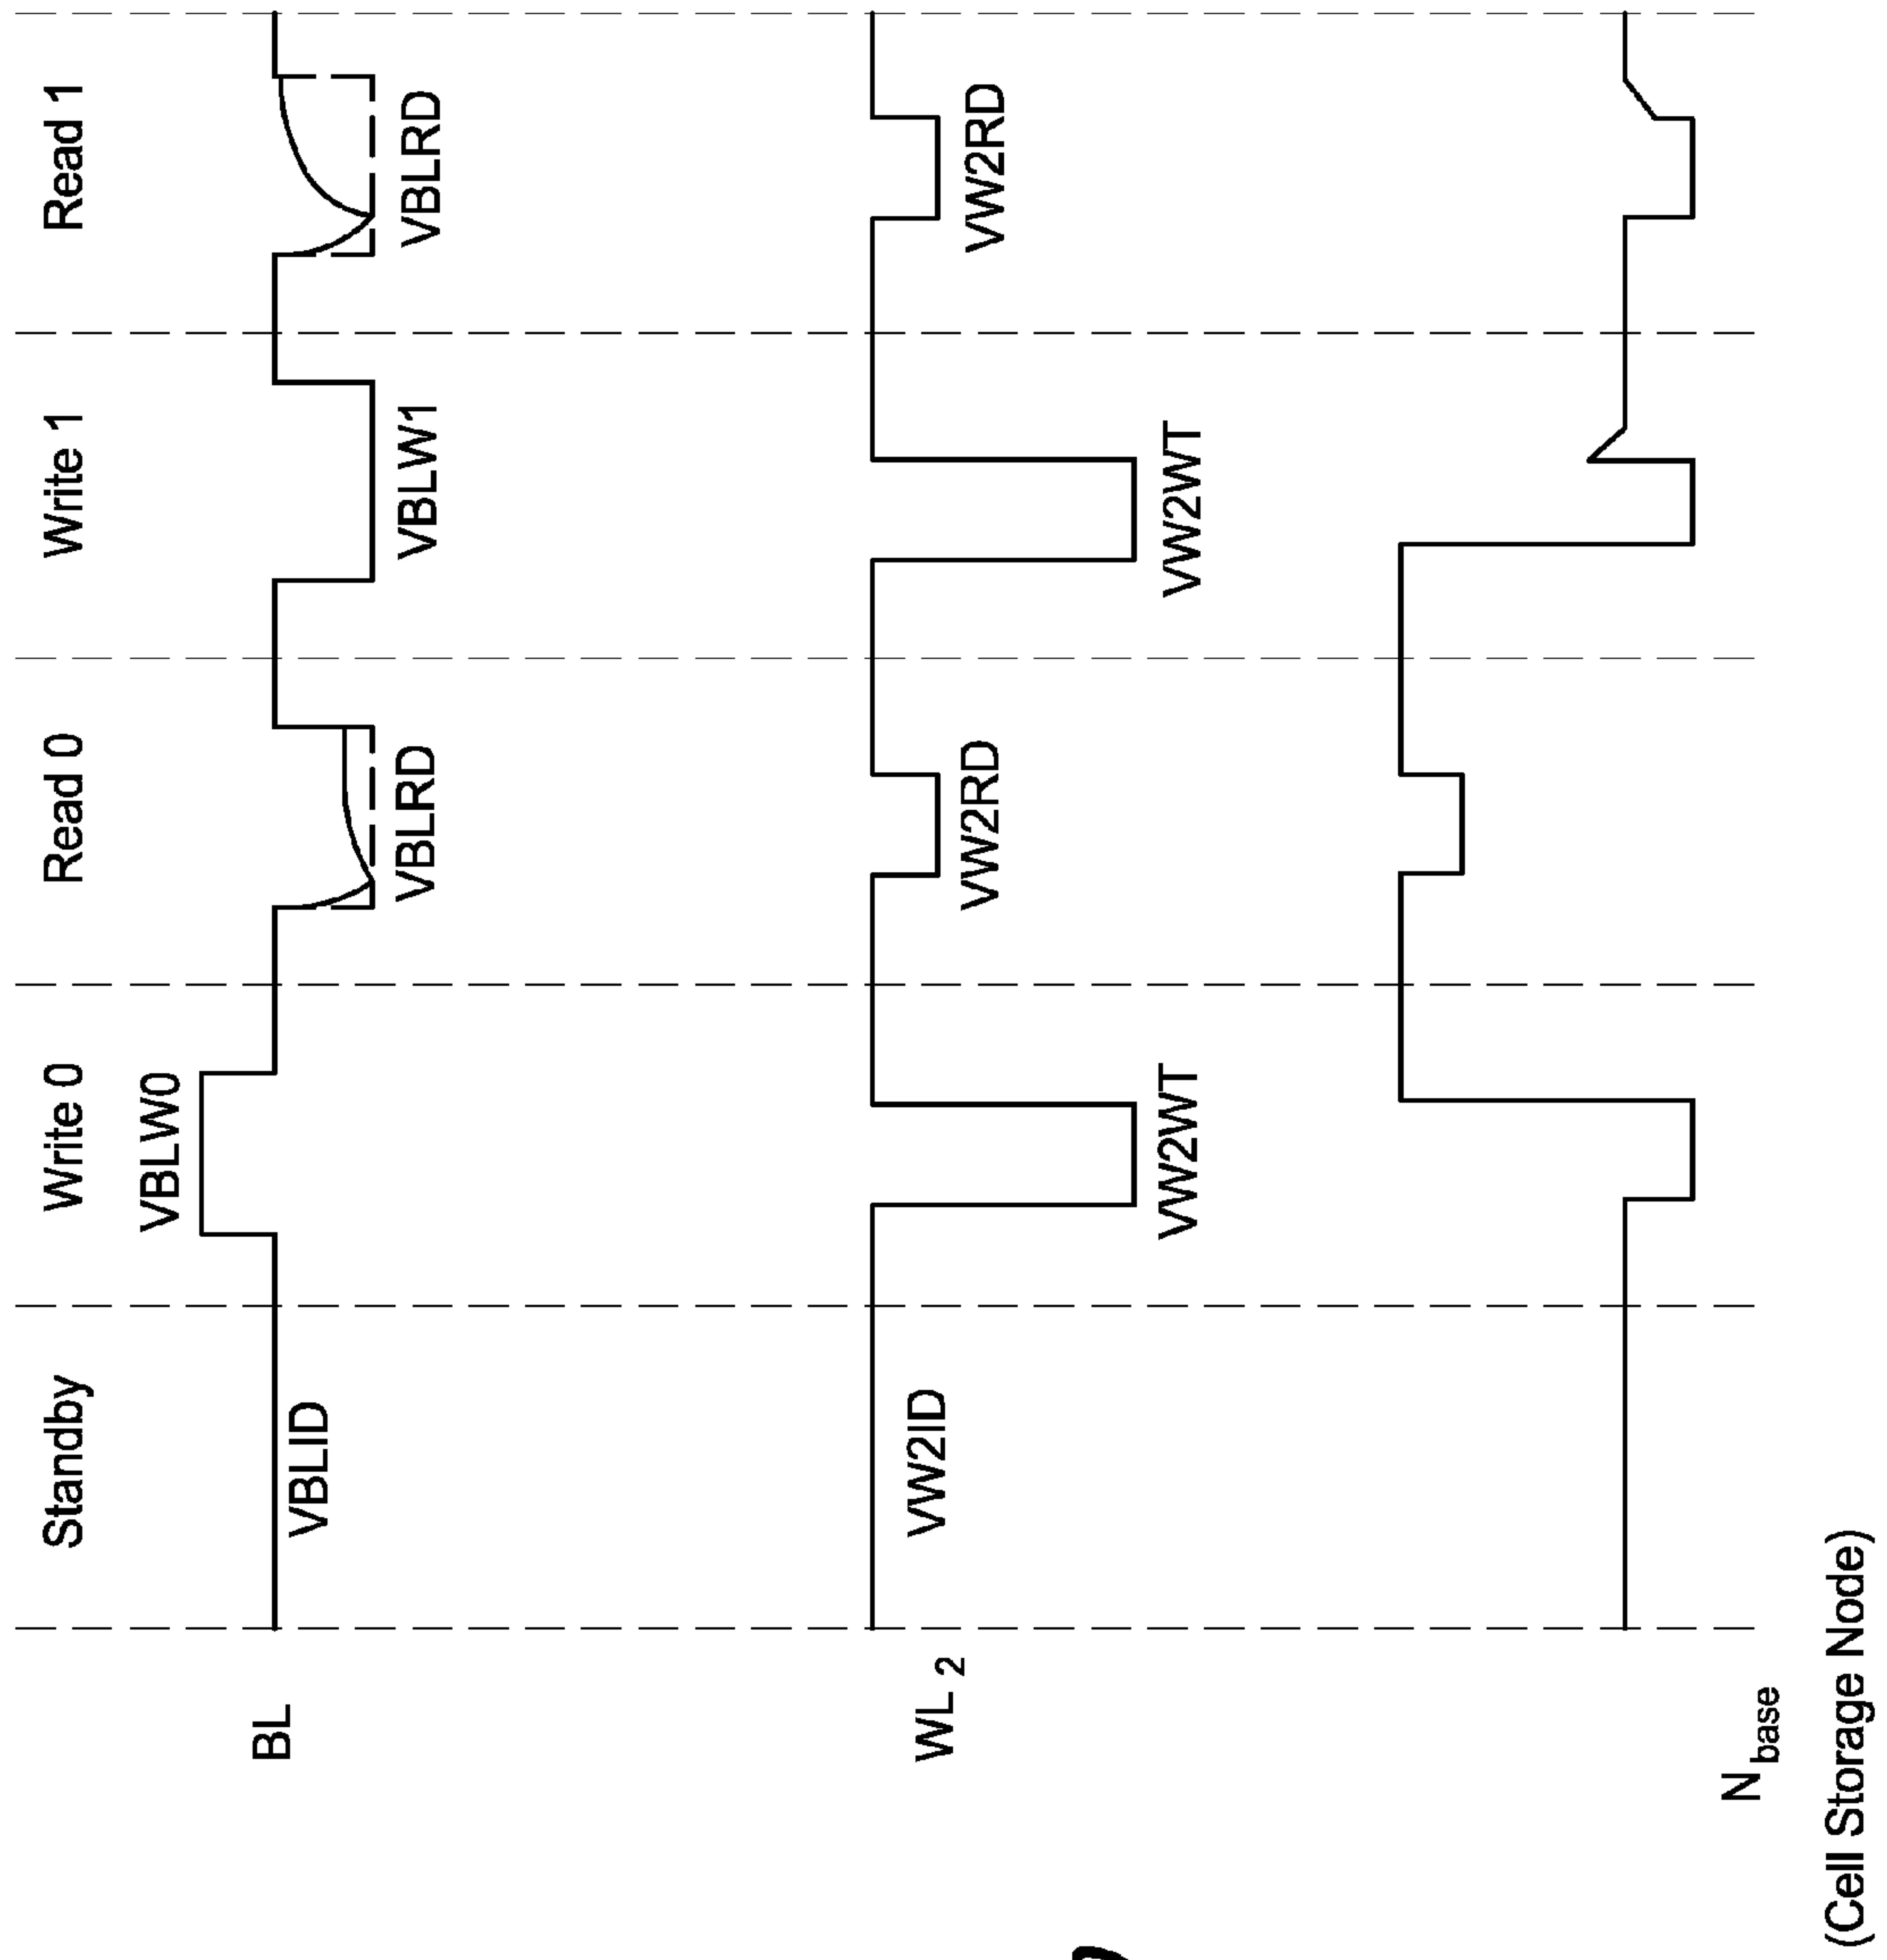 Standby Write 0 Read 0 Write 1 Read 1
VBLW0
BL VBLID VBLRD VBLW1 VBLRD
WL 2 VW2ID VW2WT VW2RD VW2WT VW2RD
N base
(Cell Storage Node)